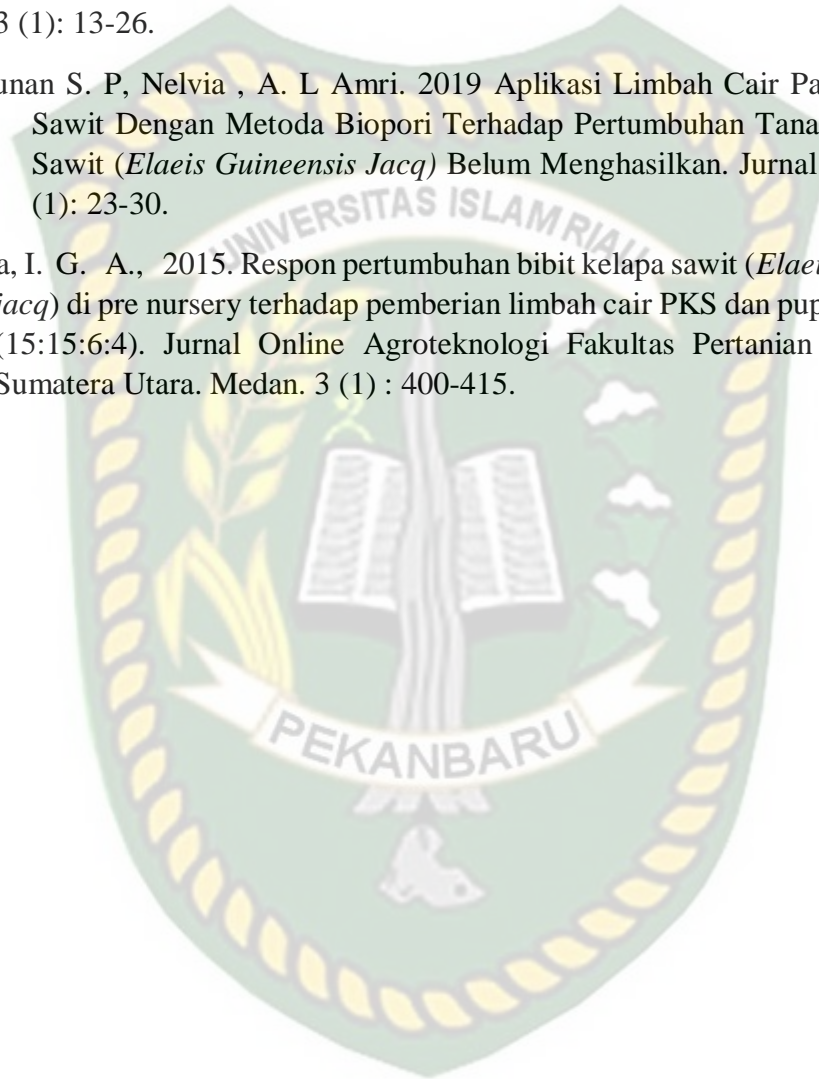 3 (1): 13-26.
unan S. P, Nelvia , A. L Amri. 2019 Aplikasi Limbah Cair Pa
Sawit Dengan Metoda Biopori Terhadap Pertumbuhan Tana
Sawit (Elaeis Guineensis Jacq) Belum Menghasilkan. Jurnal
(1): 23-30.
UNIVERSITAS ISLAM RIAU
a, I. G. A., 2015. Respon pertumbuhan bibit kelapa sawit (Elaei
jacq) di pre nursery terhadap pemberian limbah cair PKS dan pup
(15:15:6:4). Jurnal Online Agroteknologi Fakultas Pertanian
Sumatera Utara. Medan. 3 (1) : 400-415.
PEKANBARU